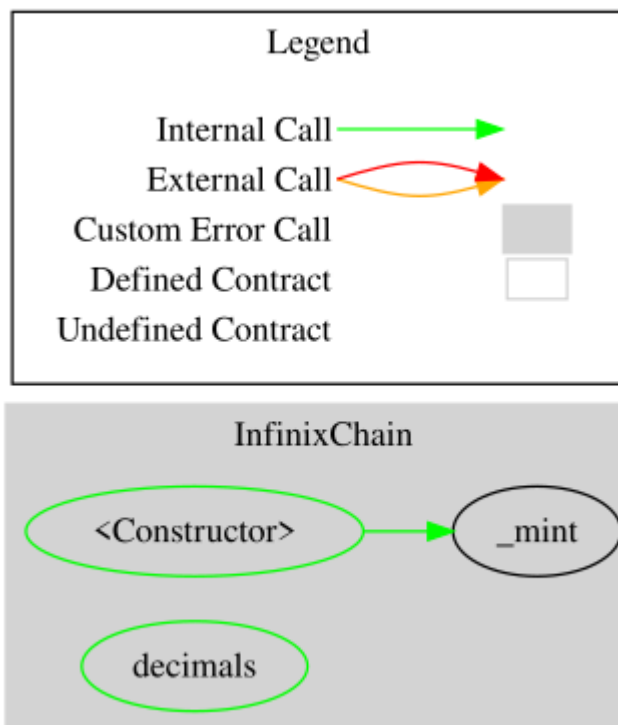 Legend
Internal Call
External Call
Custom Error Call
Defined Contract
Undefined Contract
InfinixChain
<Constructor>
_mint
decimals